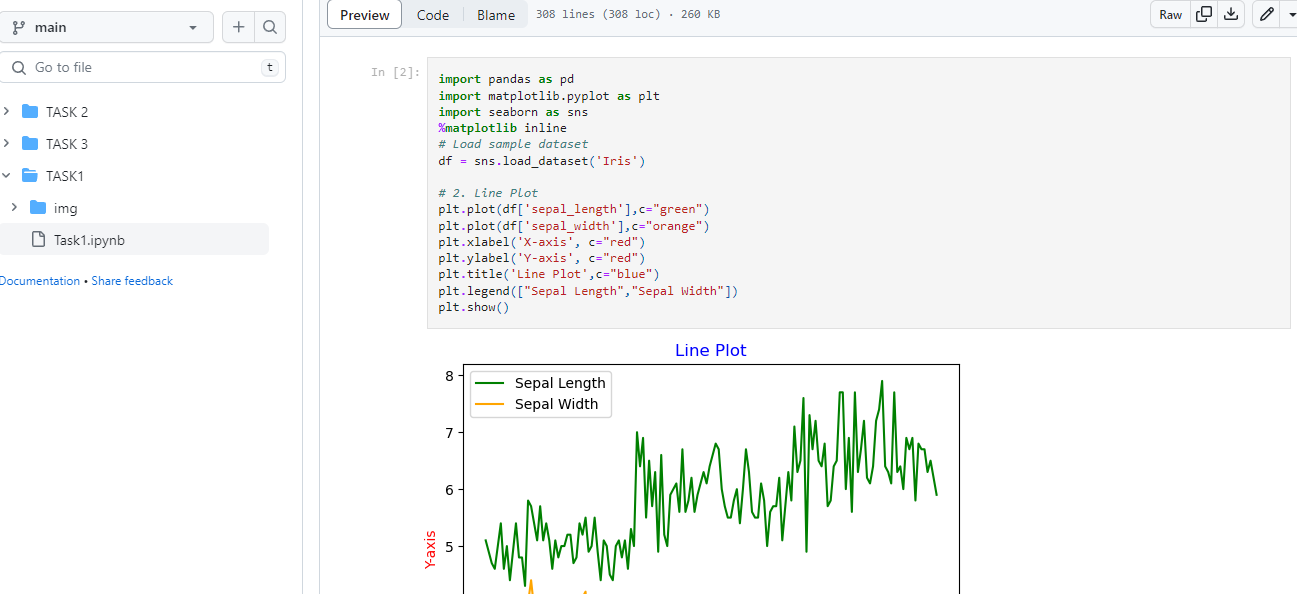 main
Go to file
t
TASK 2
TASK 3
TASK1
img
Task1.ipynb
Documentation • Share feedback
Preview Code Blame 308 lines (308 loc) · 260 KB Raw
In [2]:
import pandas as pd
import matplotlib.pyplot as plt
import seaborn as sns
%matplotlib inline
# Load sample dataset
df = sns.load_dataset('Iris')
# 2. Line Plot
plt.plot(df['sepal_length'],c="green")
plt.plot(df['sepal_width'],c="orange")
plt.xlabel('X-axis', c="red")
plt.ylabel('Y-axis', c="red")
plt.title('Line Plot',c="blue")
plt.legend(["Sepal Length","Sepal Width"])
plt.show()
Line Plot
Sepal Length
Sepal Width
8
7
6
5
Y-axis